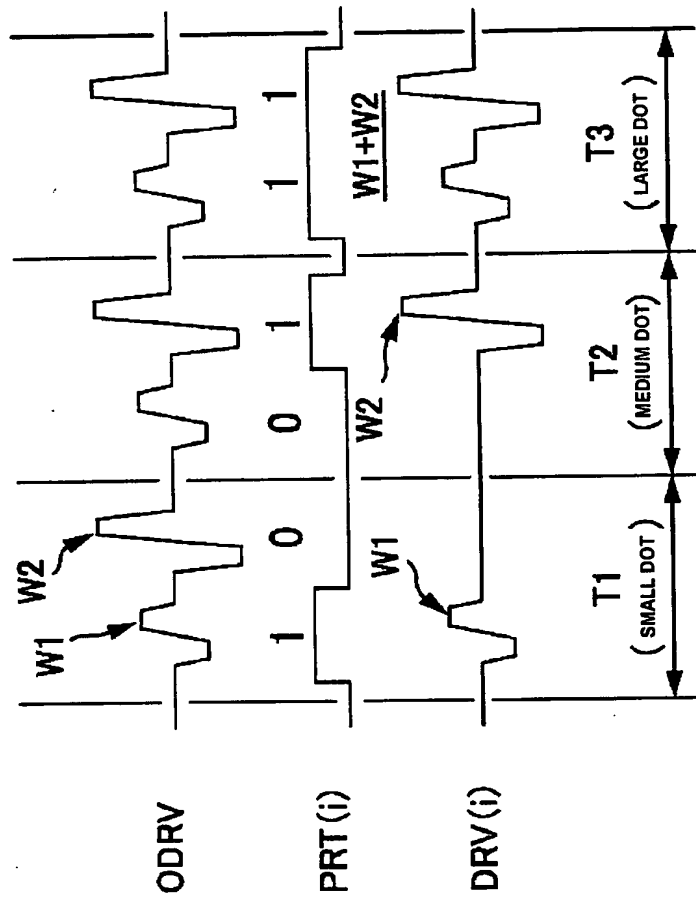 W1
W2
ODRV
1 0 0 1 1 1
PRT(i)
W1
W2
W1+W2
DRV(i)
T1
(SMALL DOT)
T2
(MEDIUM DOT)
T3
(LARGE DOT)